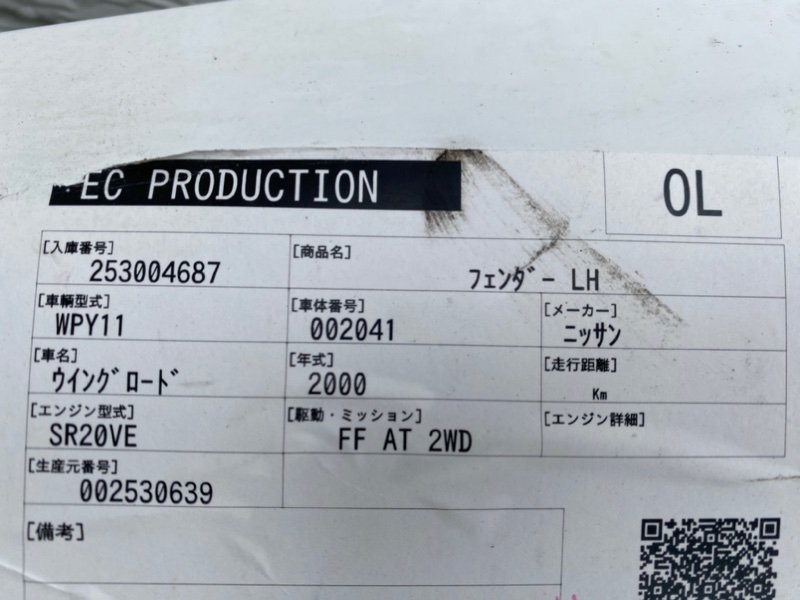 EC PRODUCTION
OL
[入庫番号]
253004687
[商品名]
フェンダー LH
[車輌型式]
WPY11
[車体番号]
002041
[メーカー]
ニッサン
[車名]
ウイングロード
[年式]
2000
[走行距離]
Km
[エンジン型式]
SR20VE
[駆動・ミッション]
FF AT 2WD
[エンジン詳細]
[生産元番号]
002530639
[備考]